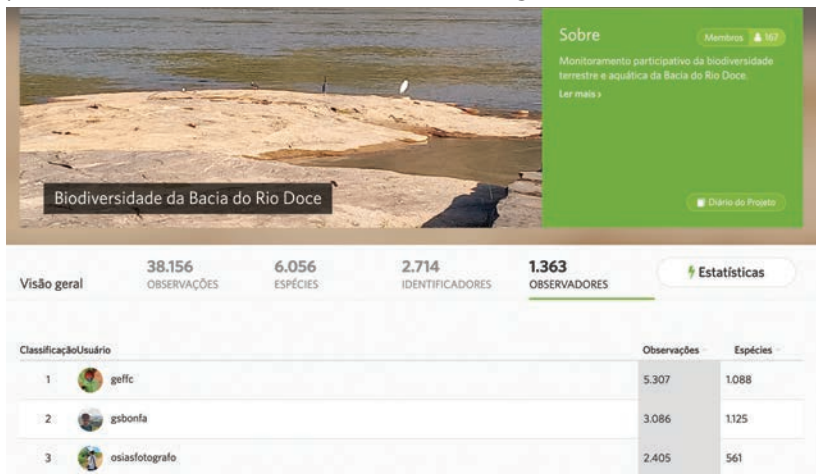 Sobre
Membros 167
Monitoramento participativo da biodiversidade
terrestre e aquática da Bacia do Rio Doce.
Ler mais ›
Biodiversidade da Bacia do Rio Doce
Diário do Projeto
Visão geral
38.156
OBSERVAÇÕES
6.056
ESPÉCIES
2.714
IDENTIFICADORES
1.363
OBSERVADORES
Estatísticas
ClassificaçãoUsuário Observações Espécies
1 geffc 5.307 1.088
2 gsbonfa 3.086 1.125
3 osiasfotografo 2.405 561